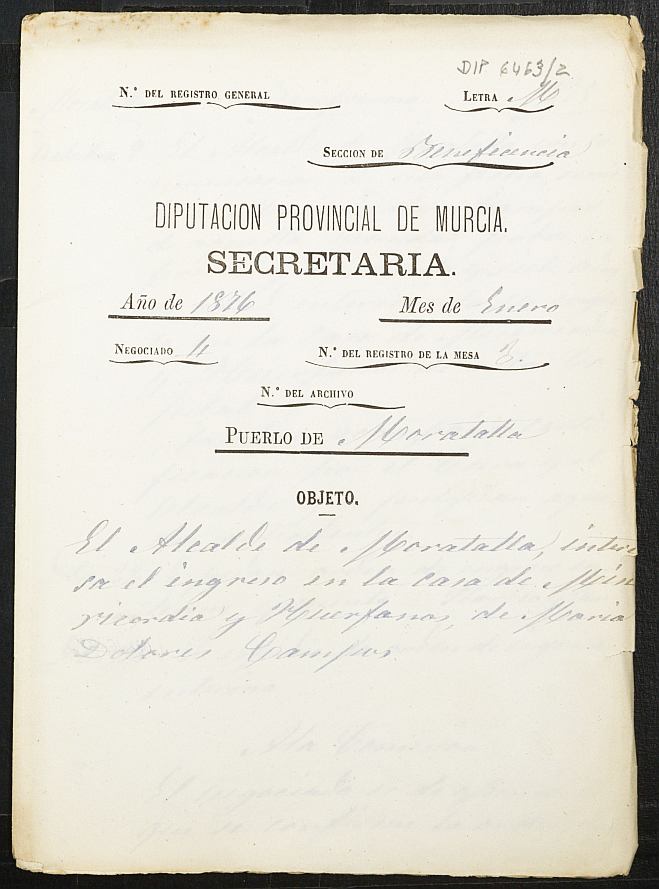 DIP 6463/2
N.º DEL REGISTRO GENERAL
LETRA M
SECCION DE Beneficencia
DIPUTACION PROVINCIAL DE MURCIA.
SECRETARIA.
Año de 1876 Mes de Enero
NEGOCIADO 4 N.º DEL REGISTRO DE LA MESA 3.
N.º DEL ARCHIVO
PUERLO DE Moratalla
OBJETO.
El Alcalde de Moratalla, intere
sa el ingreso en la casa de Mise
ricordia y Huerfanos, de Maria
Dolores Campos